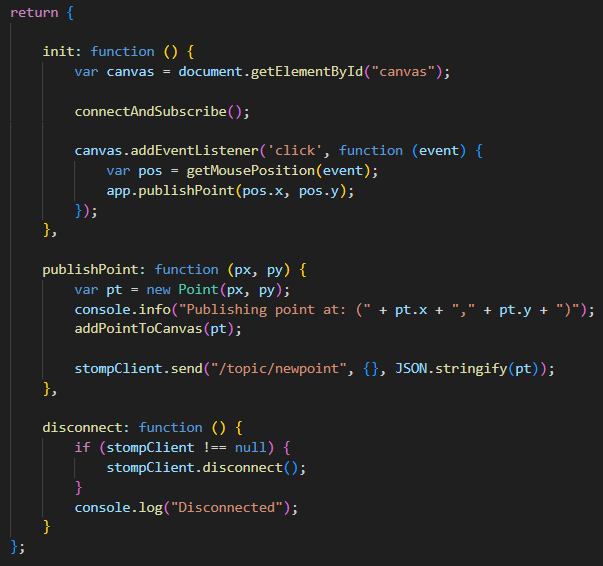 return {
init: function () {
var canvas = document.getElementById("canvas");
connectAndSubscribe();
canvas.addEventListener('click', function (event) {
var pos = getMousePosition(event);
app.publishPoint(pos.x, pos.y);
});
},
publishPoint: function (px, py) {
var pt = new Point(px, py);
console.info("Publishing point at: (" + pt.x + "," + pt.y + ")");
addPointToCanvas(pt);
stompClient.send("/topic/newpoint", {}, JSON.stringify(pt));
},
disconnect: function () {
if (stompClient !== null) {
stompClient.disconnect();
}
console.log("Disconnected");
}
};